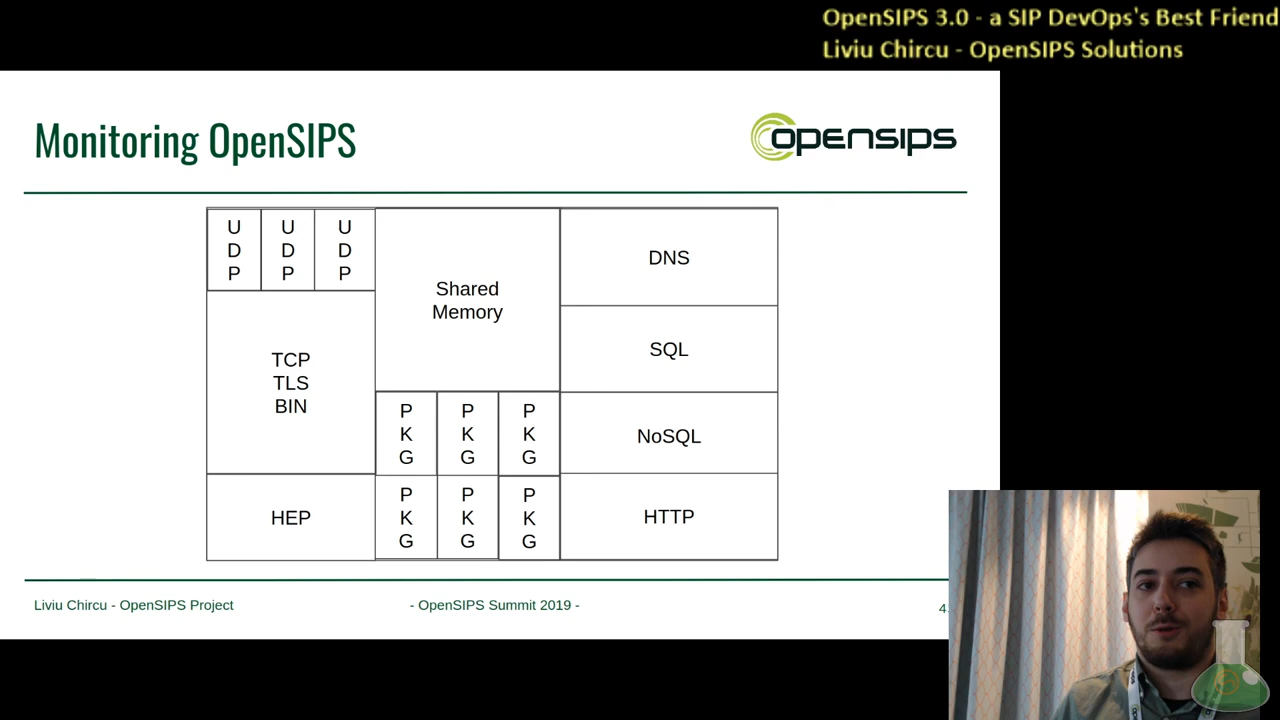 OpenSIPS 3.0 - a SIP DevOps's Best Friend
Liviu Chircu - OpenSIPS Solutions
Monitoring OpenSIPS
opensips
U D P
U D P
U D P
TCP
TLS
BIN
HEP
Shared
Memory
P K G
P K G
P K G
P K G
P K G
P K G
DNS
SQL
NoSQL
HTTP
Liviu Chircu - OpenSIPS Project
- OpenSIPS Summit 2019 -
4